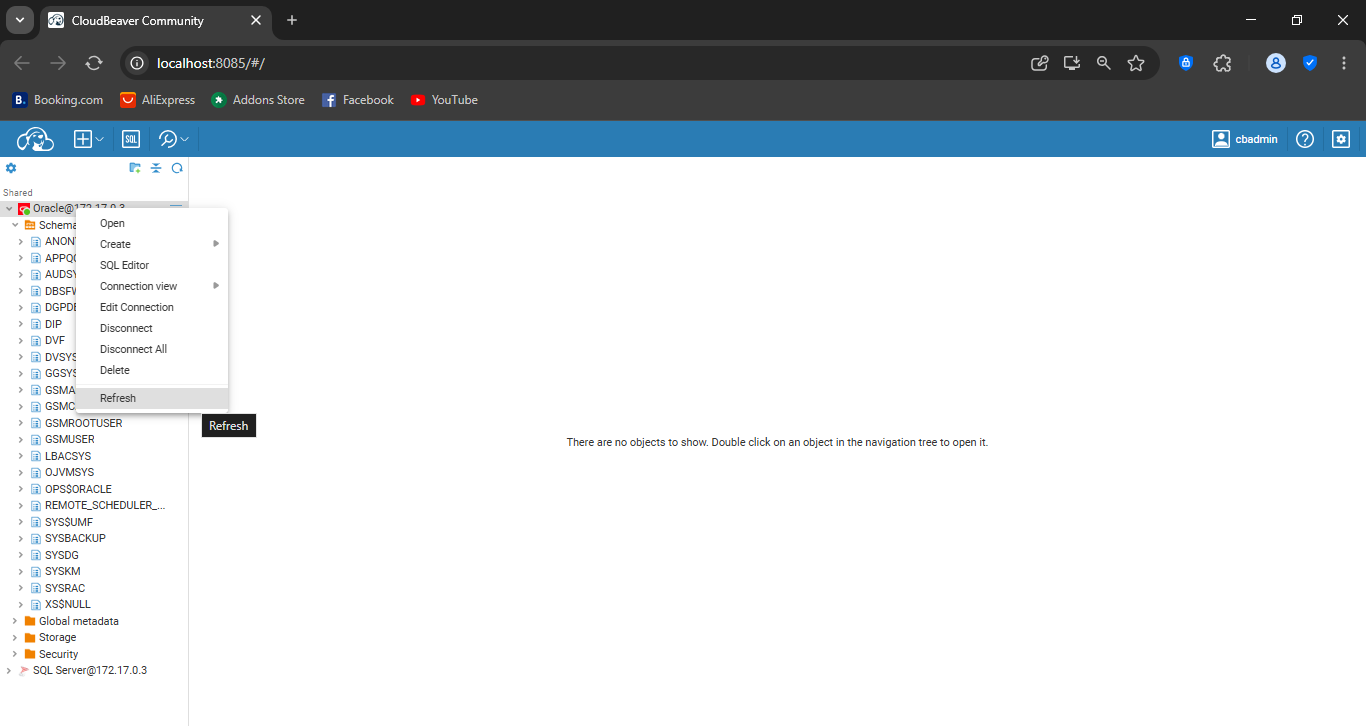 CloudBeaver Community
localhost:8085/#/
B. Booking.com AliExpress Addons Store Facebook YouTube
SQL cbadmin
Shared
Oracle@172.17.0.3
Schema
ANON
APPQO
AUDSY
DBSFW
DGPDB
DIP
DVF
DVSYS
GGSYS
GSMA
GSMC
GSMROOTUSER
GSMUSER
LBACSYS
OJVMSYS
OPS$ORACLE
REMOTE_SCHEDULER_...
SYS$UMF
SYSBACKUP
SYSDG
SYSKM
SYSRAC
XS$NULL
Global metadata
Storage
Security
SQL Server@172.17.0.3
Open
Create
SQL Editor
Connection view
Edit Connection
Disconnect
Disconnect All
Delete
Refresh
Refresh
There are no objects to show. Double click on an object in the navigation tree to open it.